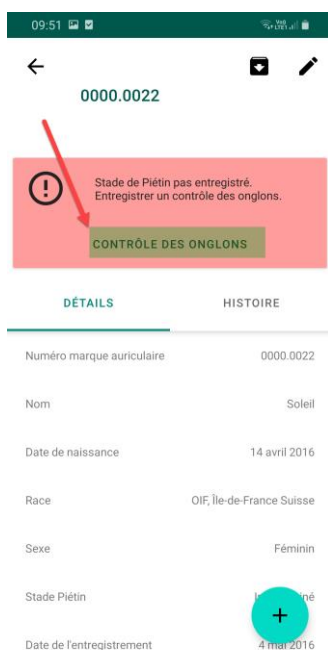 09:51
0000.0022
Stade de Piétin pas entregistré.
Entregistrer un contrôle des onglons.
CONTRÔLE DES ONGLONS
DÉTAILS HISTOIRE
Numéro marque auriculaire 0000.0022
Nom Soleil
Date de naissance 14 avril 2016
Race OIF, Île-de-France Suisse
Sexe Féminin
Stade Piétin
Date de l'entregistrement 4 mai 2016